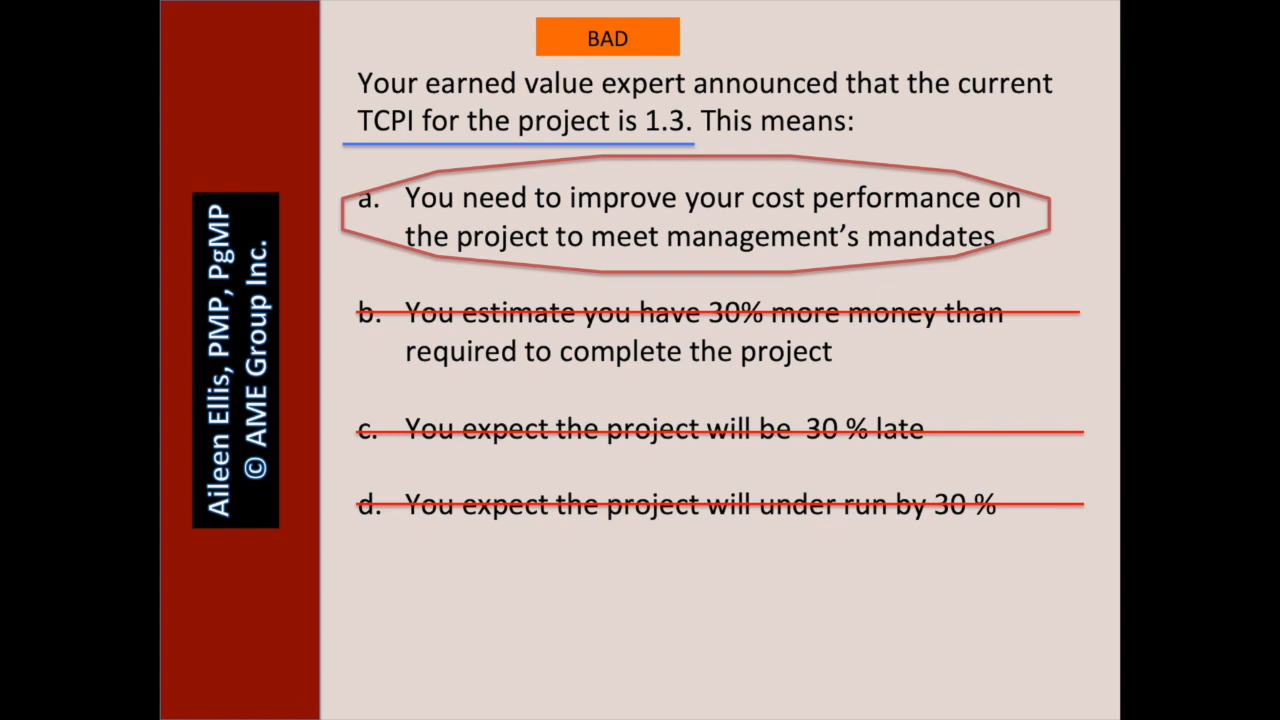 BAD
Your earned value expert announced that the current
TCPI for the project is 1.3. This means:
a. You need to improve your cost performance on
the project to meet management’s mandates
b. You estimate you have 30% more money than
required to complete the project
c. You expect the project will be 30 % late
d. You expect the project will under run by 30 %
Aileen Ellis, PMP, PgMP
© AME Group Inc.